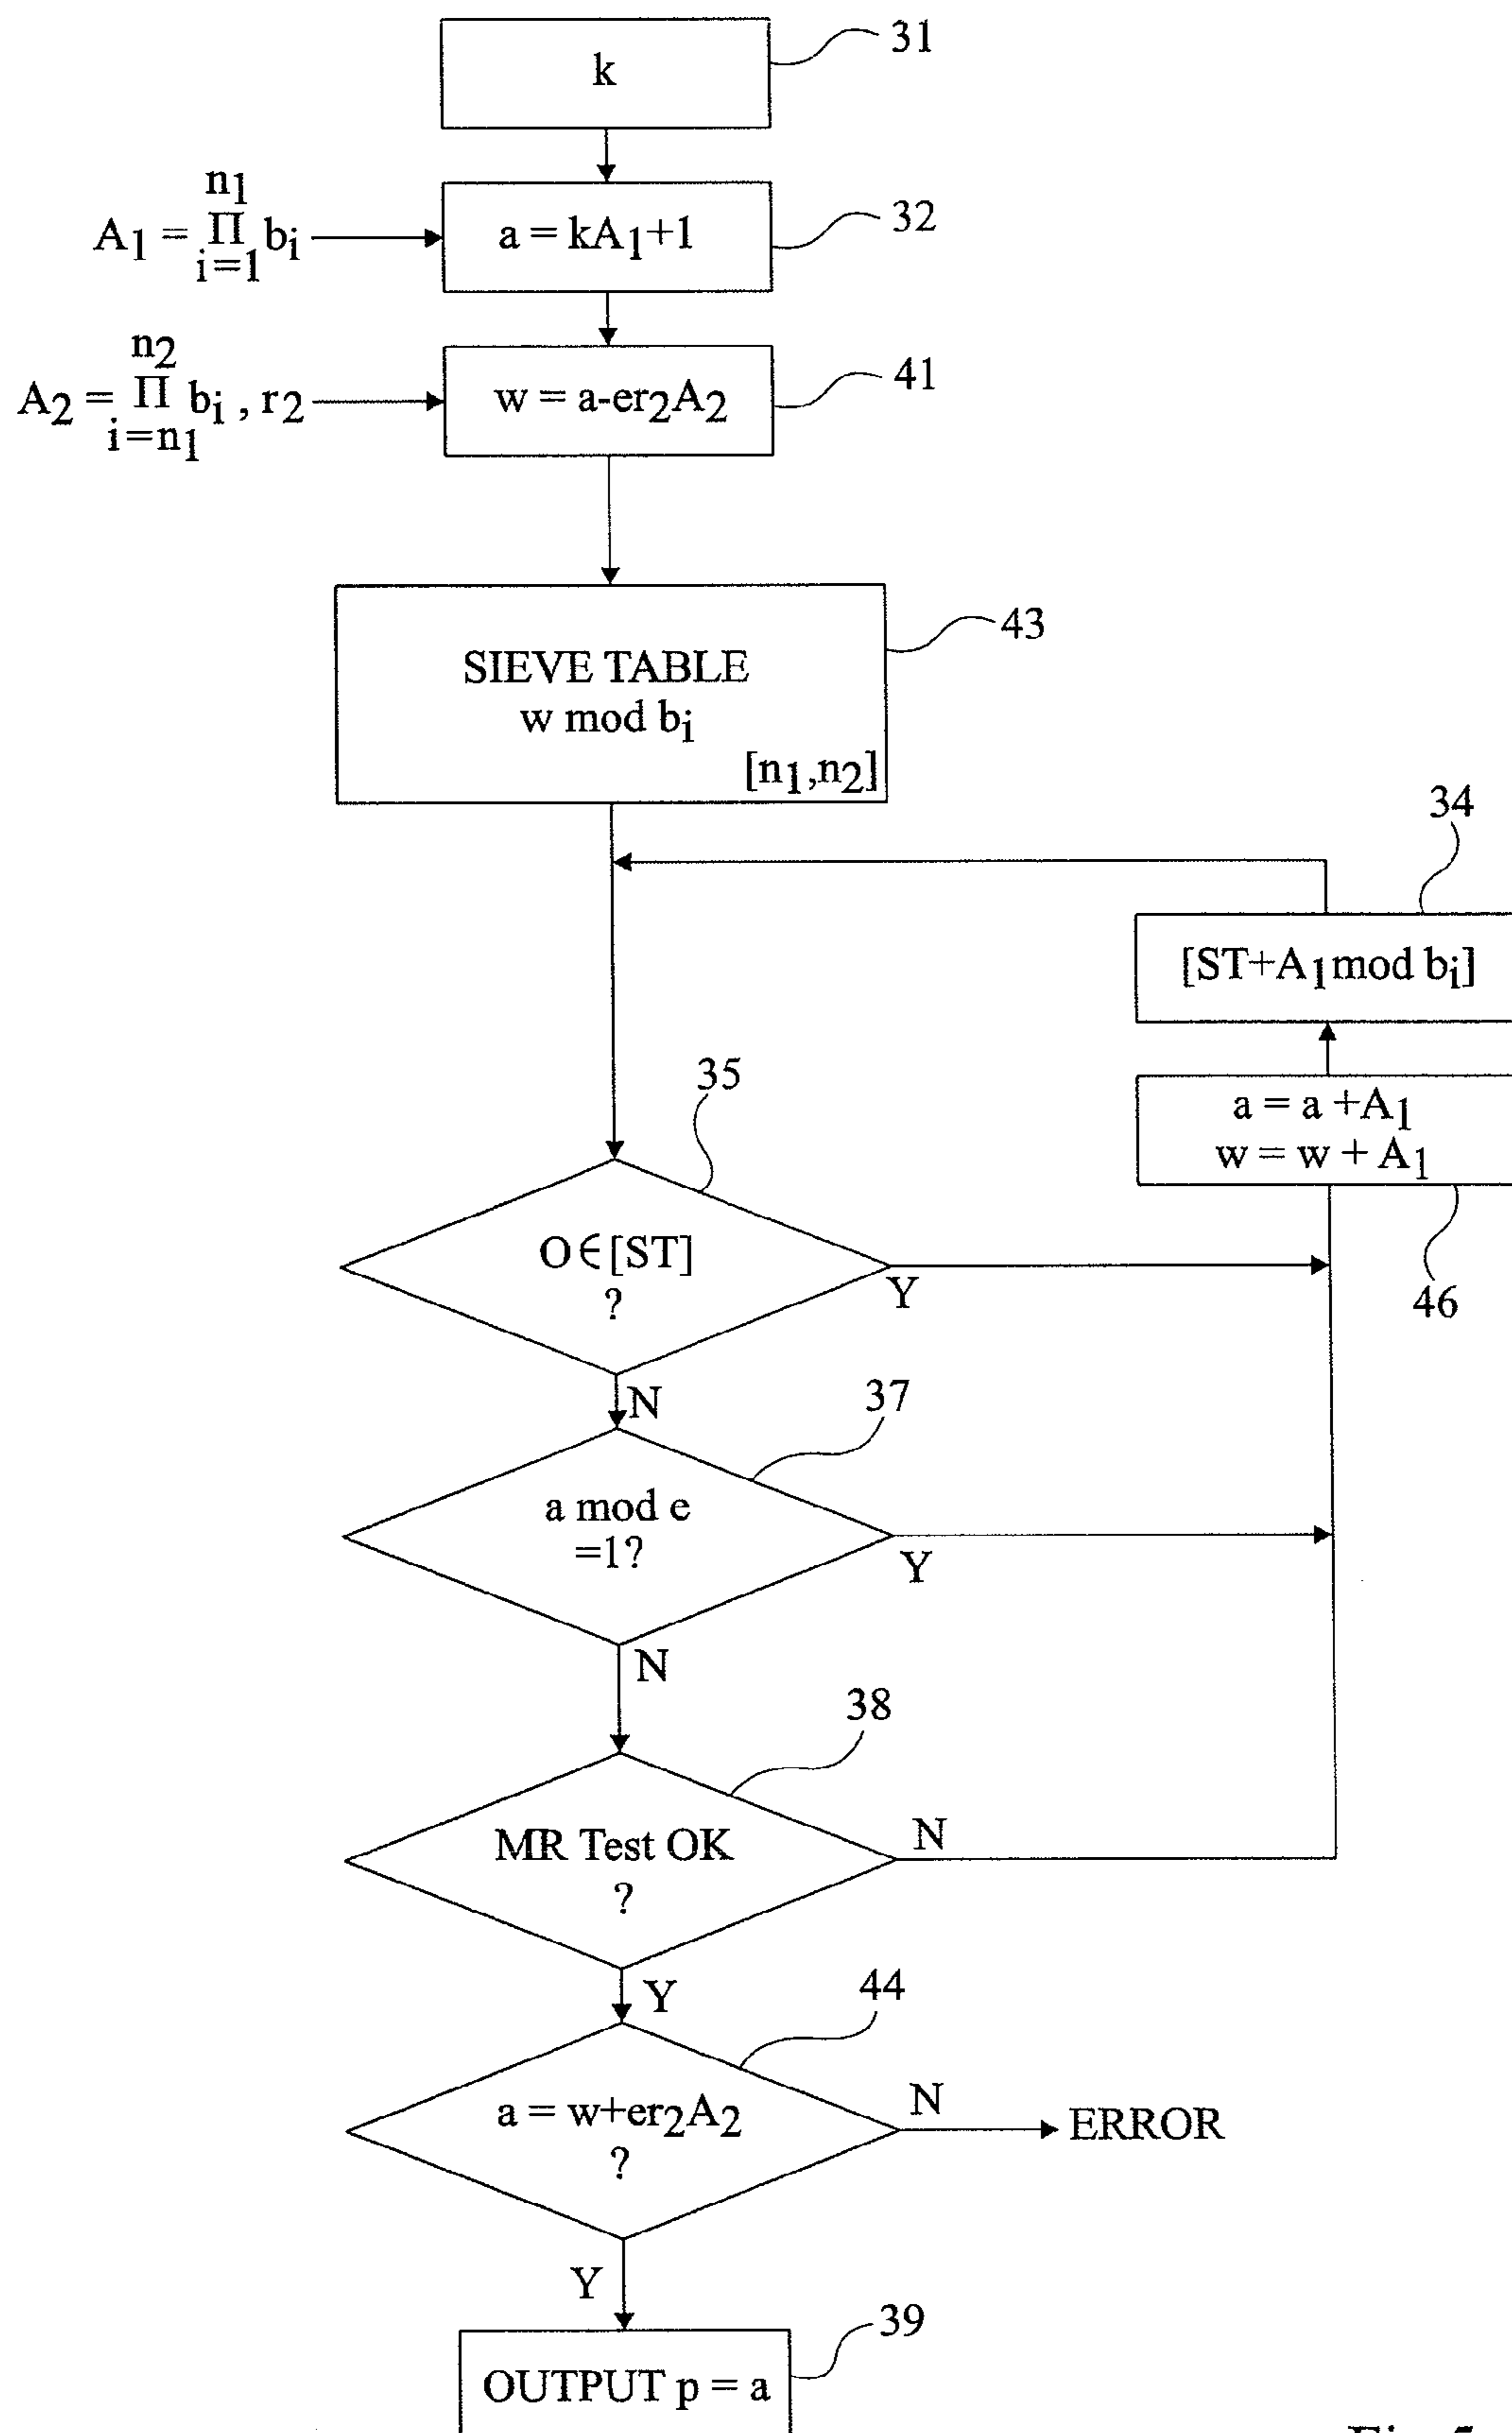 k
31
n1
A1 = Π bi
i=1
a = kA1+1
32
n2
A2 = Π bi , r2
i=n1
w = a-er2A2
41
SIEVE TABLE
w mod bi
[n1,n2]
43
34
[ST+A1mod bi]
a = a +A1
w = w + A1
46
35
O∈[ST]
?
Y
N
37
a mod e
=1?
Y
N
38
MR Test OK
?
N
Y
44
a = w+er2A2
?
N
ERROR
Y
39
OUTPUT p = a